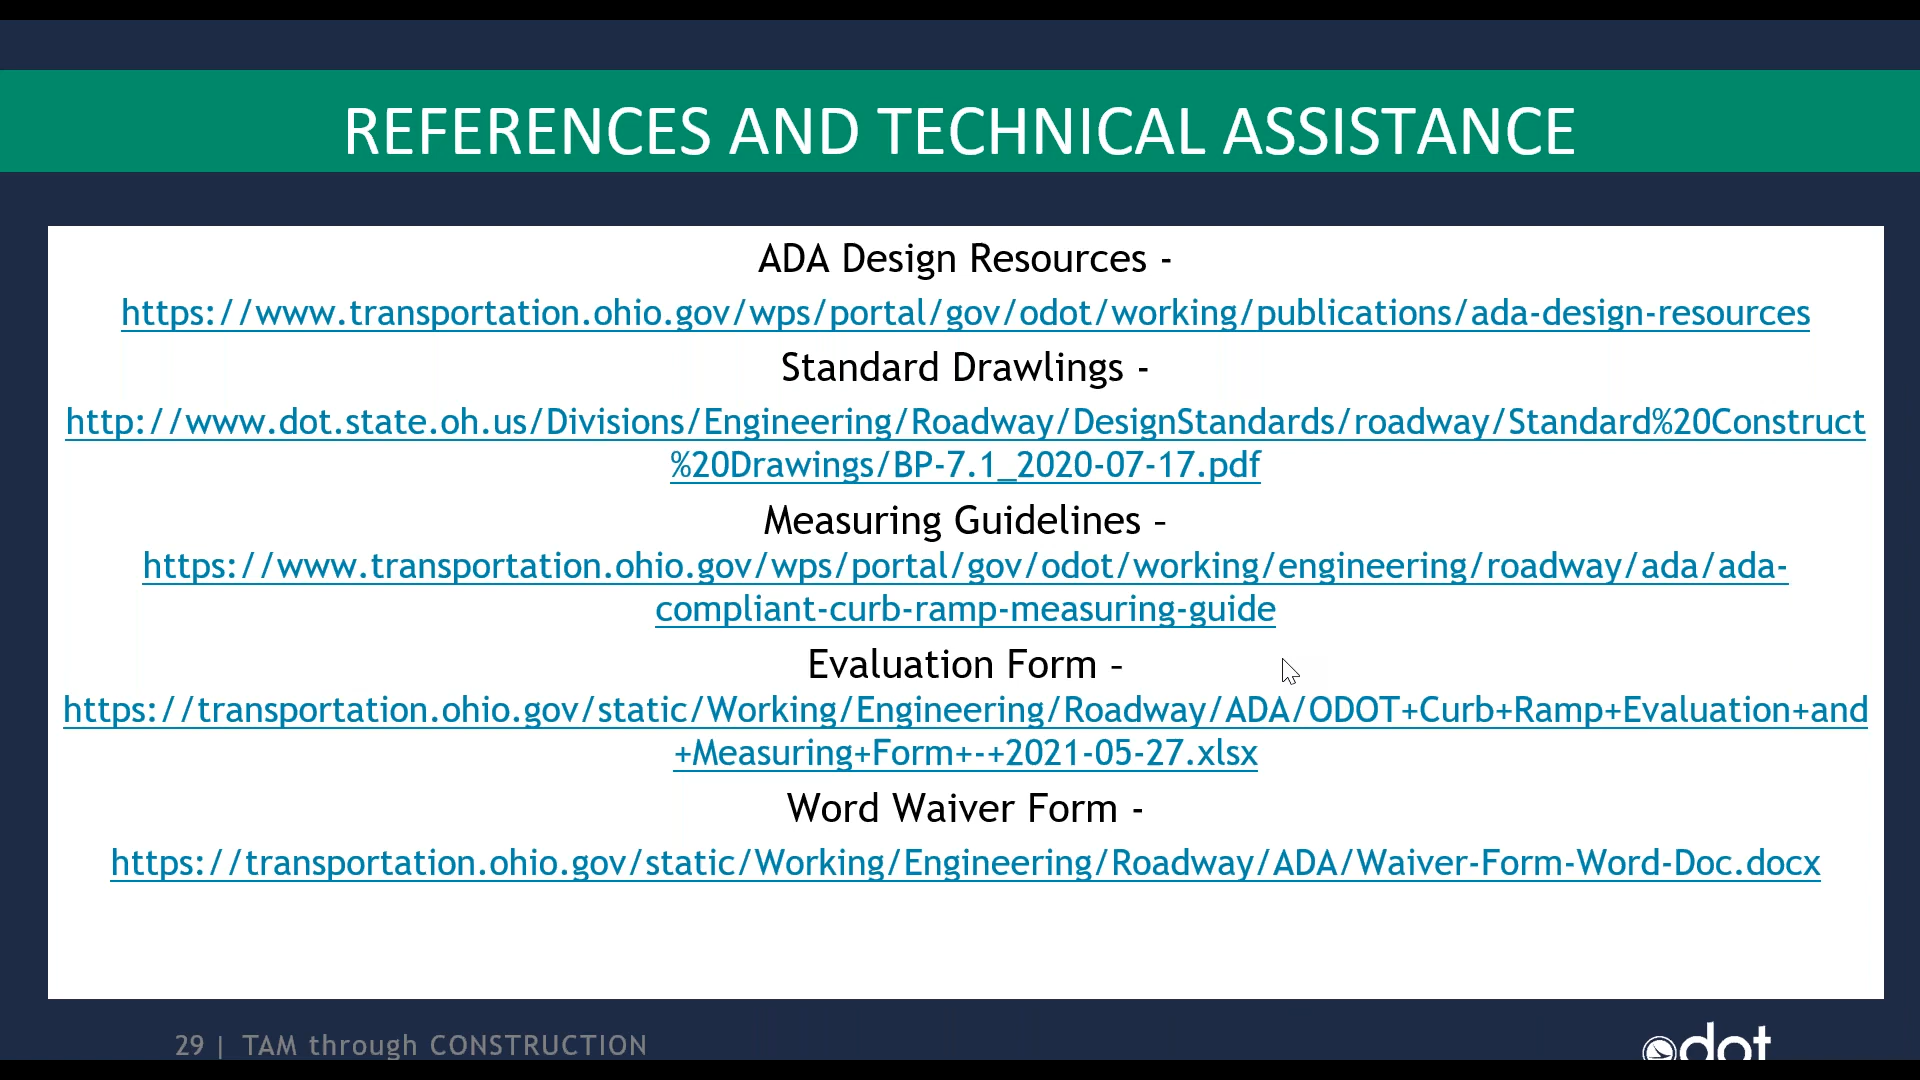 REFERENCES AND TECHNICAL ASSISTANCE
ADA Design Resources -
https://www.transportation.ohio.gov/wps/portal/gov/odot/working/publications/ada-design-resources
Standard Drawlings -
http://www.dot.state.oh.us/Divisions/Engineering/Roadway/DesignStandards/roadway/Standard%20Construct
%20Drawings/BP-7.1_2020-07-17.pdf
Measuring Guidelines –
https://www.transportation.ohio.gov/wps/portal/gov/odot/working/engineering/roadway/ada/ada-
compliant-curb-ramp-measuring-guide
Evaluation Form –
https://transportation.ohio.gov/static/Working/Engineering/Roadway/ADA/ODOT+Curb+Ramp+Evaluation+and
+Measuring+Form+-+2021-05-27.xlsx
Word Waiver Form -
https://transportation.ohio.gov/static/Working/Engineering/Roadway/ADA/Waiver-Form-Word-Doc.docx
29 | TAM through CONSTRUCTION
odot